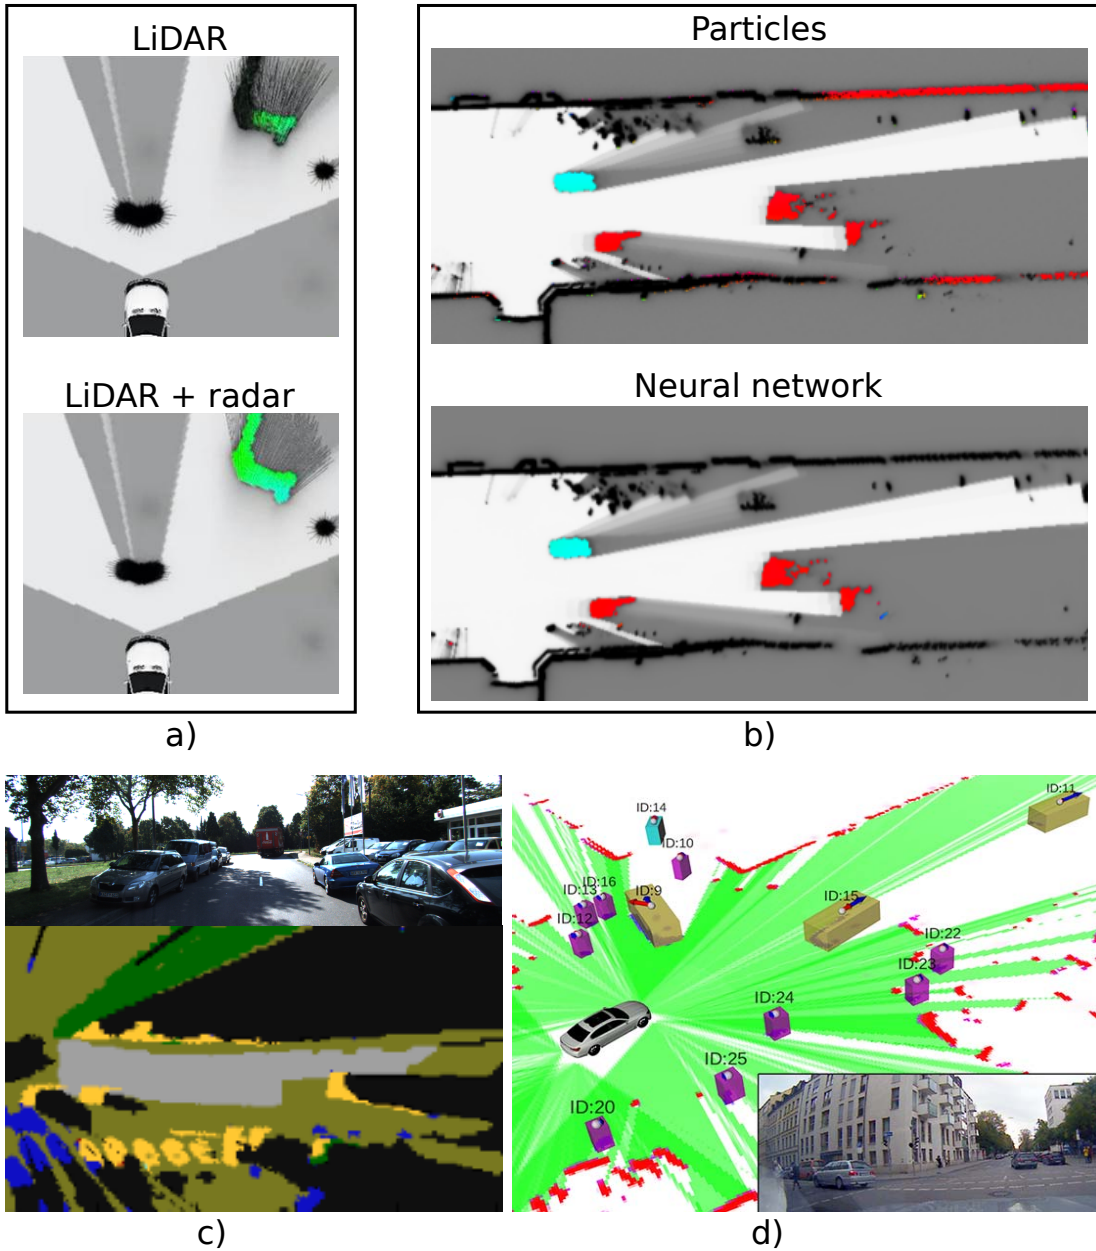 LiDAR
LiDAR + radar
a)
Particles
Neural network
b)
c)
ID:14
ID:10
ID:11
ID:13
ID:16
ID:9
ID:15
ID:12
ID:22
ID:23
ID:24
ID:25
ID:20
d)